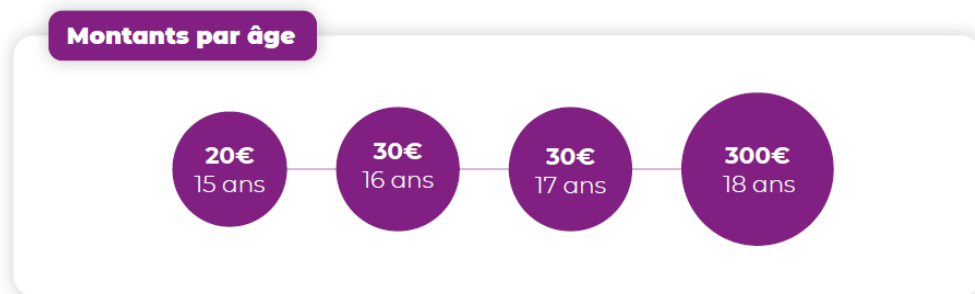 Montants par âge
20€
15 ans
30€
16 ans
30€
17 ans
300€
18 ans